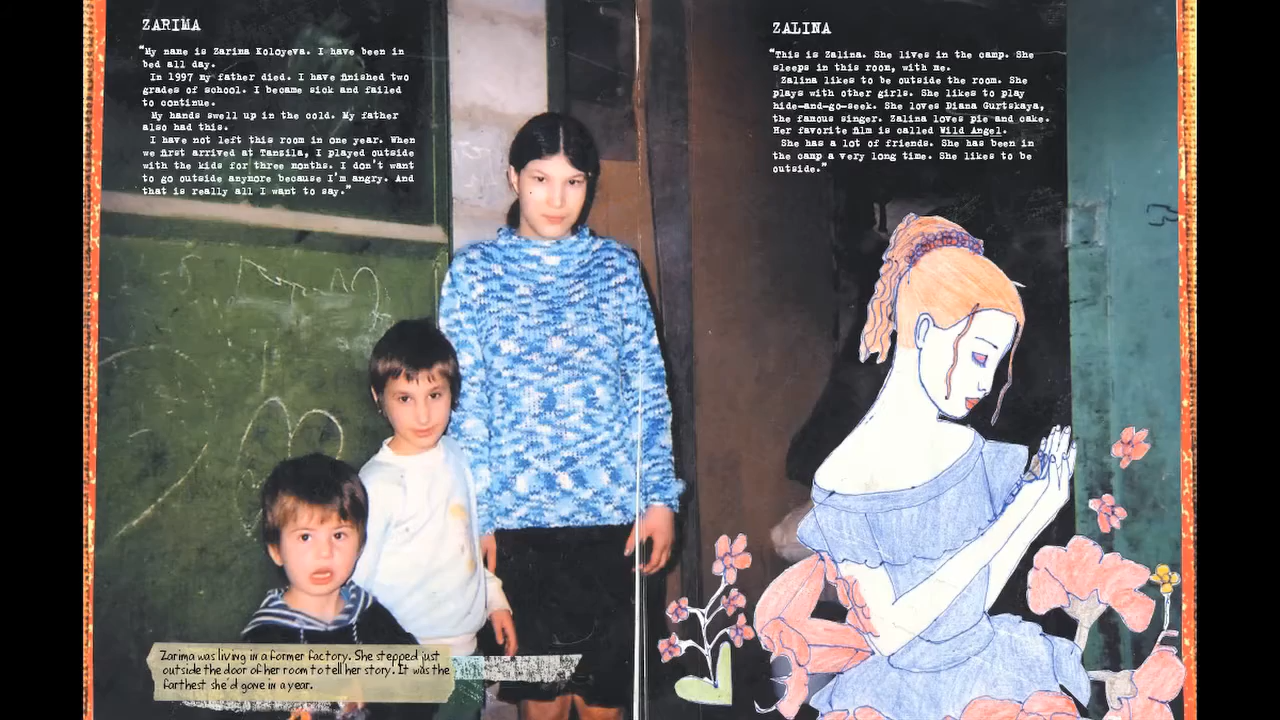 ZARIMA
"My name is Zarima Koloyeva. I have been in
bed all day.
In 1997 my father died. I have finished two
grades of school. I became sick and failed
to continue.
My hands swell up in the cold. My father
also had this.
I have not left this room in one year. When
we first arrived at Tanzila, I played outside
with the kids for three months. I don't want
to go outside anymore because I'm angry. And
that is really all I want to say."
Zarima was living in a former factory. She stepped just
outside the door of her room to tell her story. It was the
farthest she'd gone in a year.
ZALINA
"This is Zalina. She lives in the camp. She
sleeps in this room, with me.
Zalina likes to be outside the room. She
plays with other girls. She likes to play
hide-and-go-seek. She loves Diana Gurtskaya,
the famous singer. Zalina loves pie and cake.
Her favorite film is called Wild Angel.
She has a lot of friends. She has been in
the camp a very long time. She likes to be
outside."